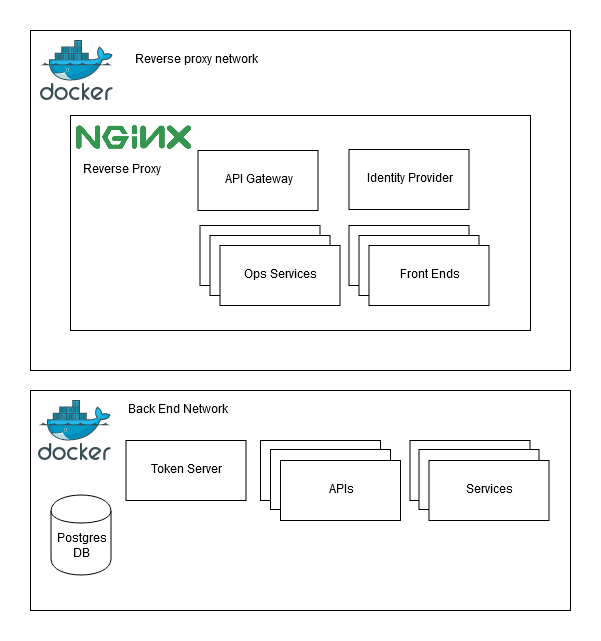 Reverse proxy network
docker
NGiNX
Reverse Proxy
API Gateway
Identity Provider
Ops Services
Front Ends
Back End Network
docker
Token Server
APIs
Services
Postgres
DB